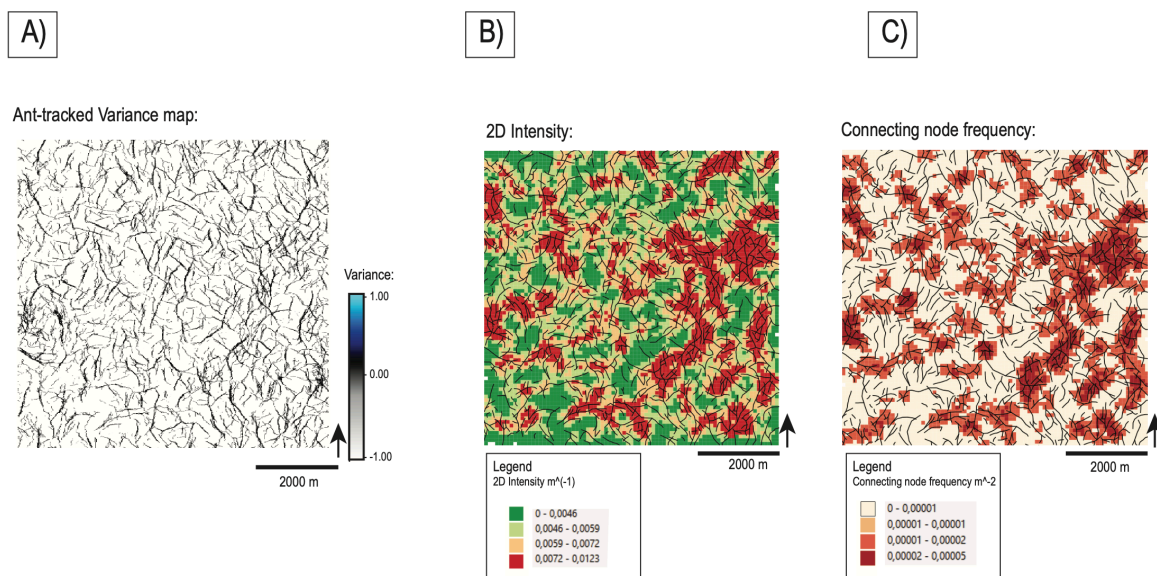 A)
B)
C)
Ant-tracked Variance map:
2D Intensity:
Connecting node frequency:
Variance:
1.00
0.00
-1.00
2000 m
2000 m
2000 m
Legend
2D Intensity m^(-1)
0 - 0,0046
0,0046 - 0,0059
0,0059 - 0,0072
0,0072 - 0,0123
Legend
Connecting node frequency m^-2
0 - 0,00001
0,00001 - 0,00001
0,00001 - 0,00002
0,00002 - 0,00005